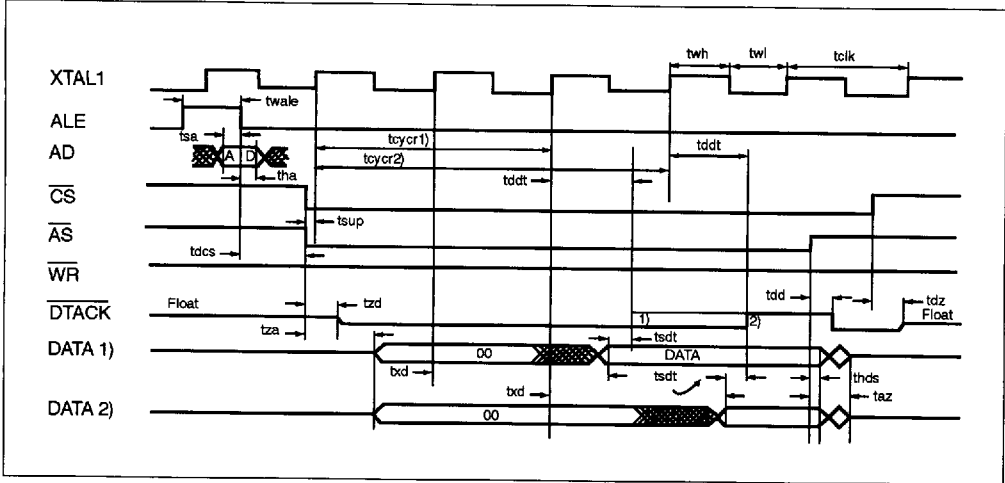 twh
twl
tclk
XTAL1
twale
ALE
tsa
tcycr1)
AD
A
D
tcycr2)
tddt
tha
tddt
CS
tsup
AS
tdcs
tdd
WR
Float
tzd
tdz
DTACK
1)
2)
Float
tza
tsdt
DATA 1)
00
DATA
txd
tsdt
thds
txd
taz
DATA 2)
00